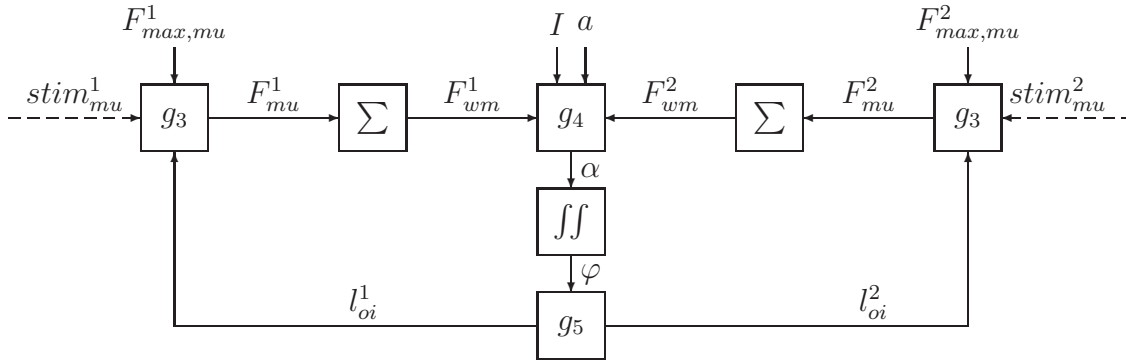 F^1_{max,mu} I a F^2_{max,mu}
stim^1_{mu} g_3 F^1_{mu} ∑ F^1_{wm} g_4 F^2_{wm} ∑ F^2_{mu} g_3 stim^2_{mu}
α
∬
φ
l^1_{oi} g_5 l^2_{oi}